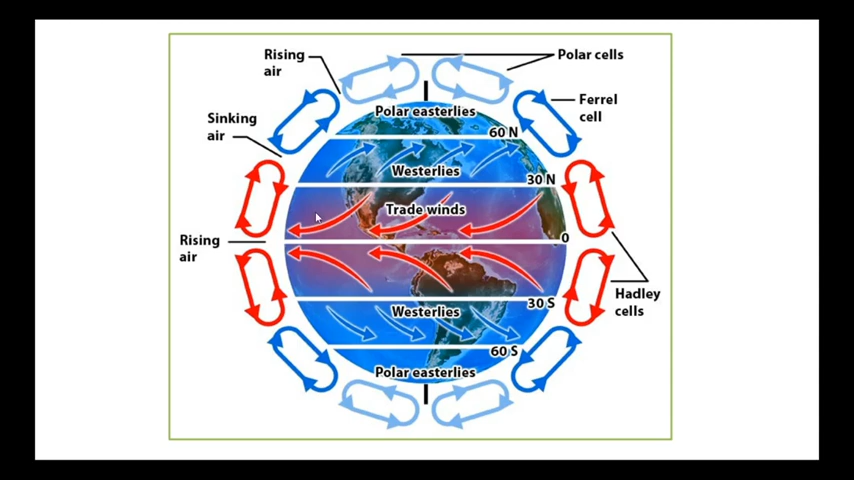 Rising
air
Polar cells
Ferrel
cell
Polar easterlies
Sinking
air
60 N
Westerlies
30 N
Trade winds
Rising
air
0
Hadley
cells
30 S
Westerlies
60 S
Polar easterlies